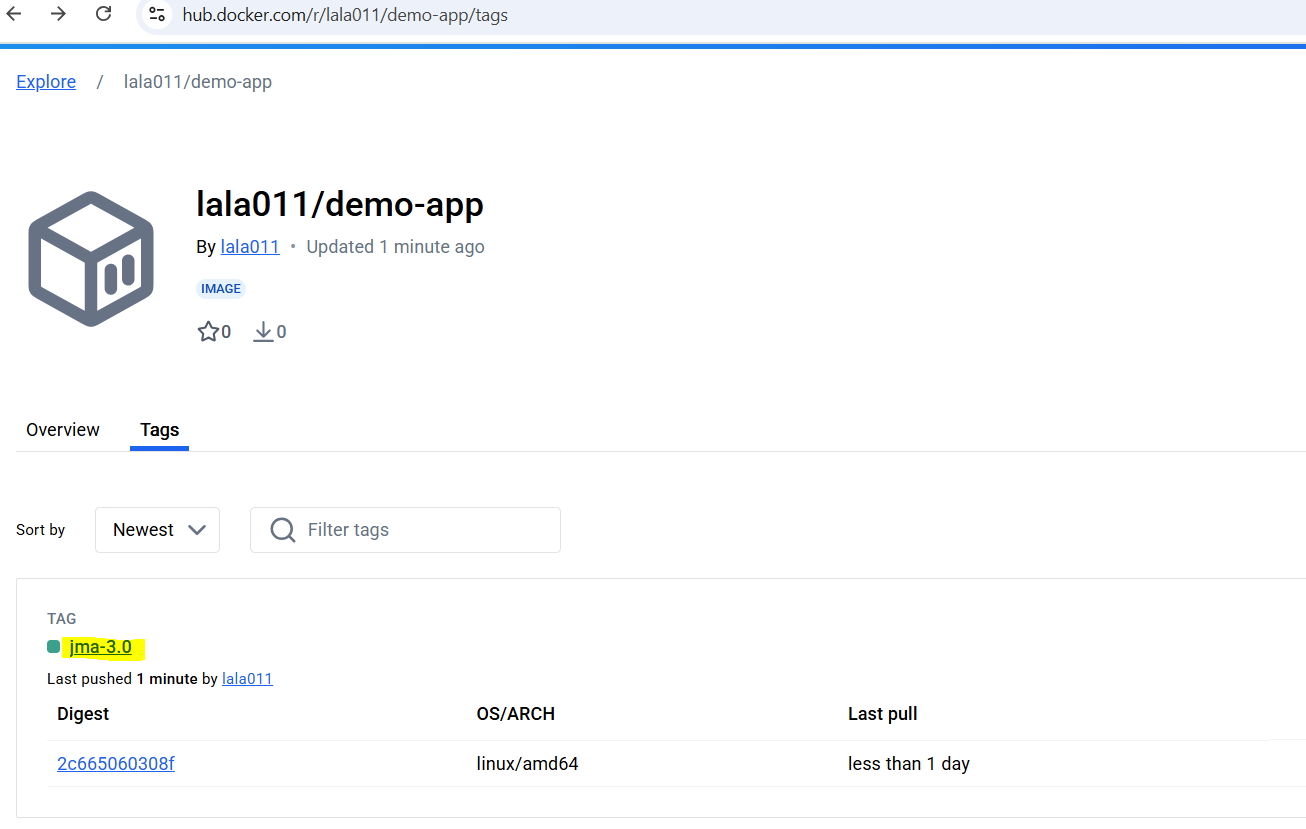 hub.docker.com/r/lala011/demo-app/tags
Explore / lala011/demo-app
lala011/demo-app
By lala011 • Updated 1 minute ago
IMAGE
0 0
Overview Tags
Sort by Newest Filter tags
TAG
jma-3.0
Last pushed 1 minute by lala011
Digest OS/ARCH Last pull
2c665060308f linux/amd64 less than 1 day